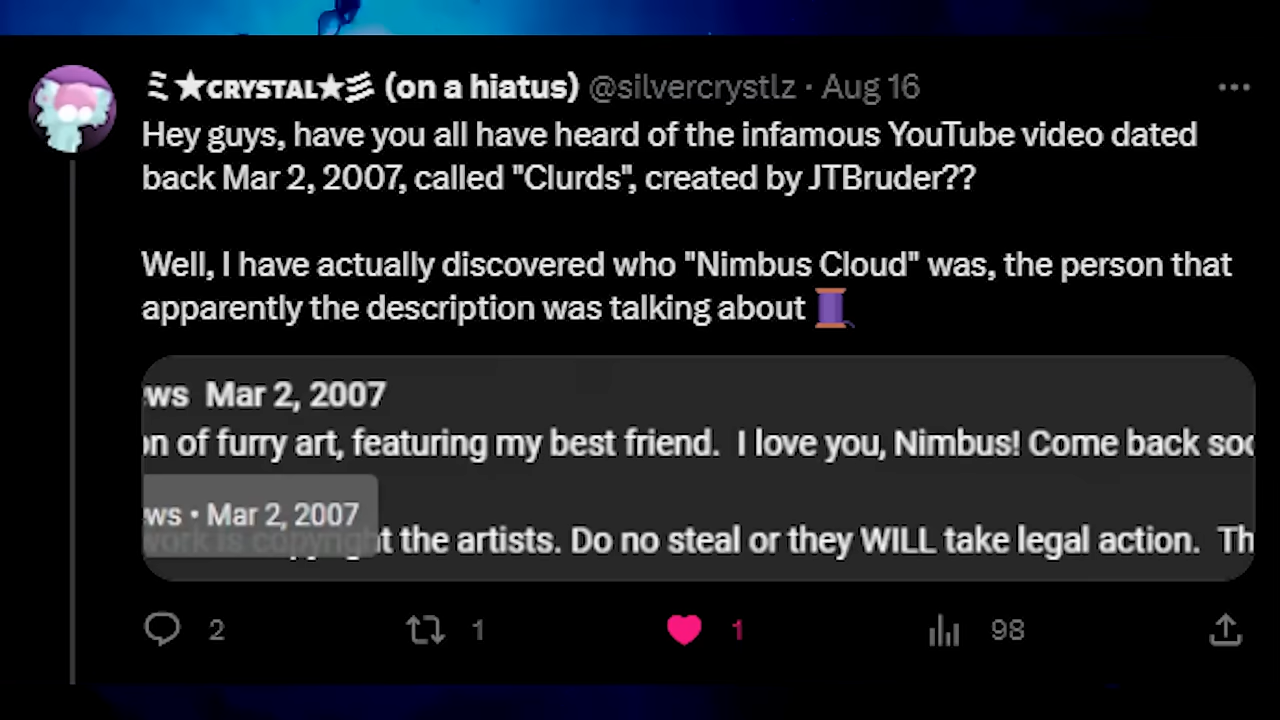 ミ★CRYSTAL★彡 (on a hiatus) @silvercrystlz · Aug 16
Hey guys, have you all have heard of the infamous YouTube video dated
back Mar 2, 2007, called "Clurds", created by JTBruder??
Well, I have actually discovered who "Nimbus Cloud" was, the person that
apparently the description was talking about 🧵
ws Mar 2, 2007
on of furry art, featuring my best friend. I love you, Nimbus! Come back soo
ws • Mar 2, 2007
work is copyright the artists. Do no steal or they WILL take legal action. Th
2 1 1 98